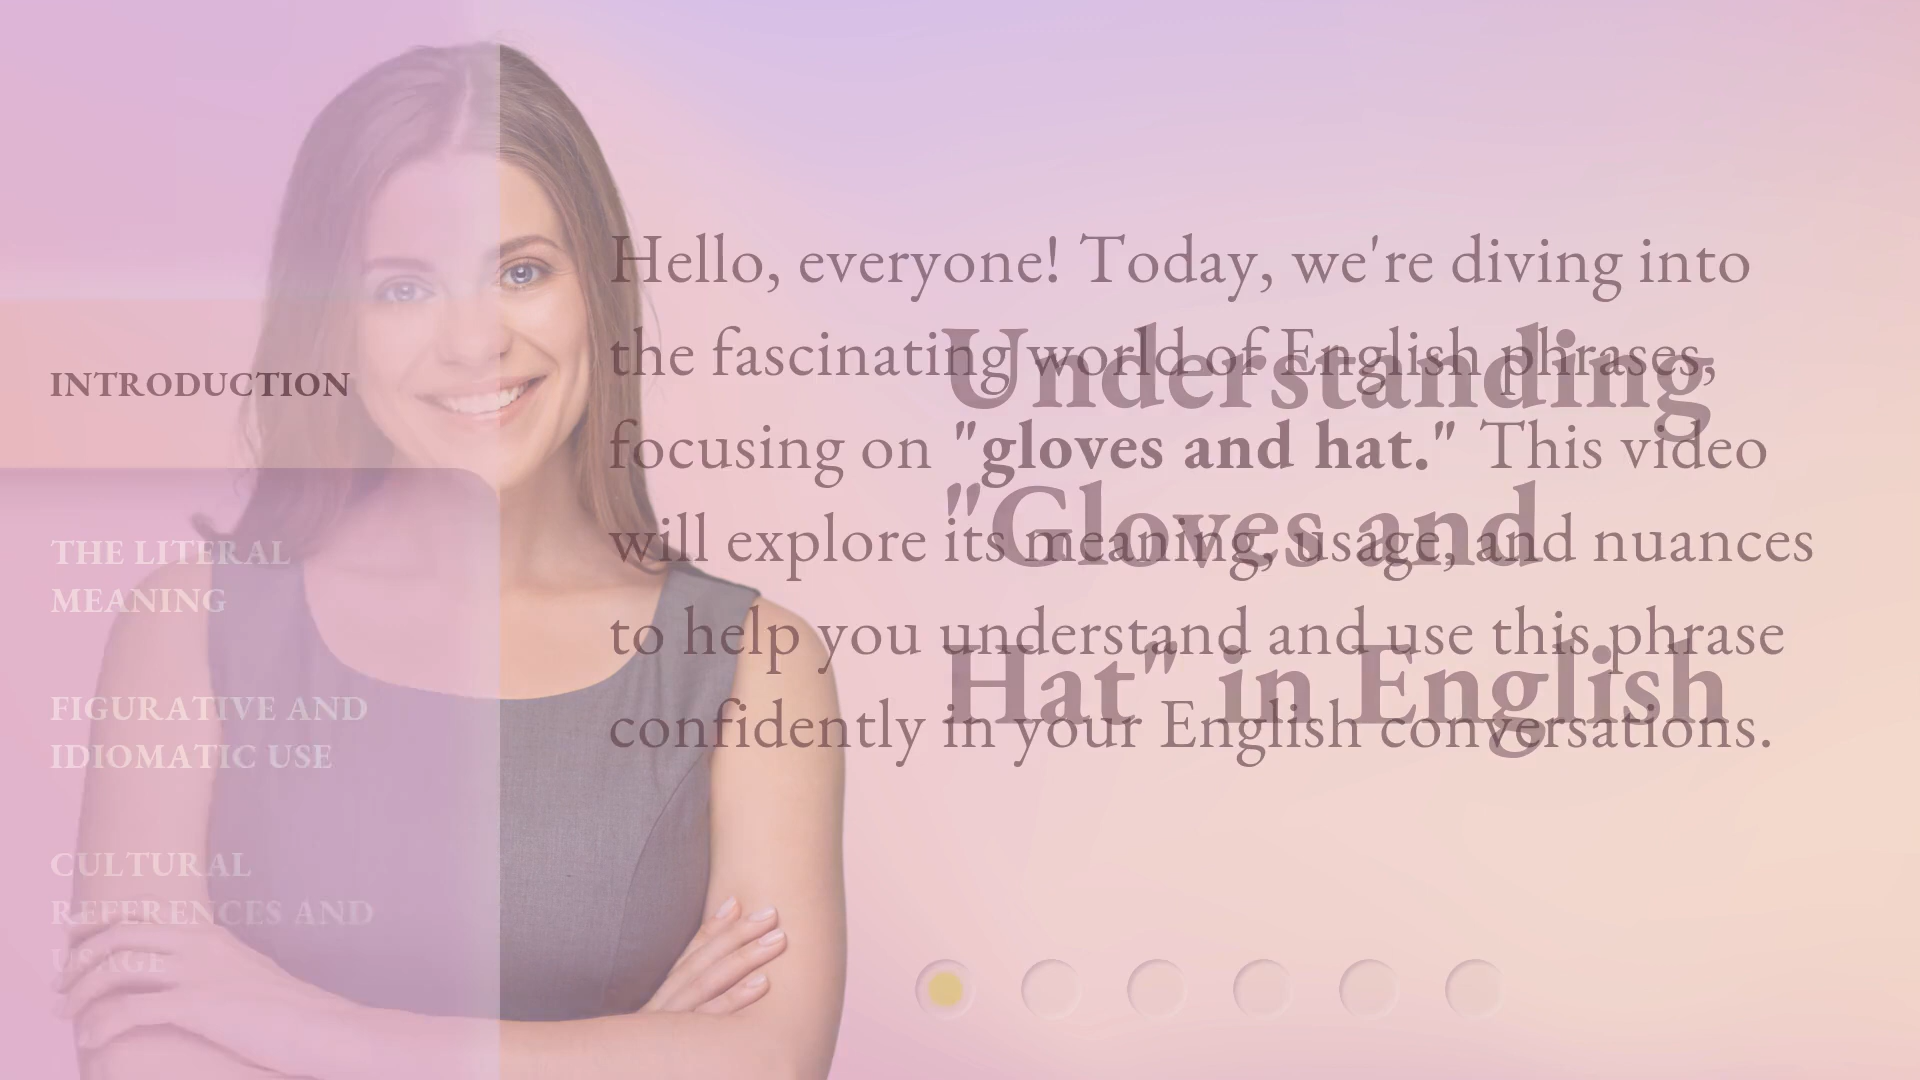 INTRODUCTION
THE LITERAL
MEANING
FIGURATIVE AND
IDIOMATIC USE
CULTURAL
REFERENCES AND
USAGE
Hello, everyone! Today, we're diving into
the fascinating world of English phrases,
focusing on "gloves and hat." This video
will explore its meaning, usage, and nuances
to help you understand and use this phrase
confidently in your English conversations.
Understanding
"Gloves and
Hat" in English